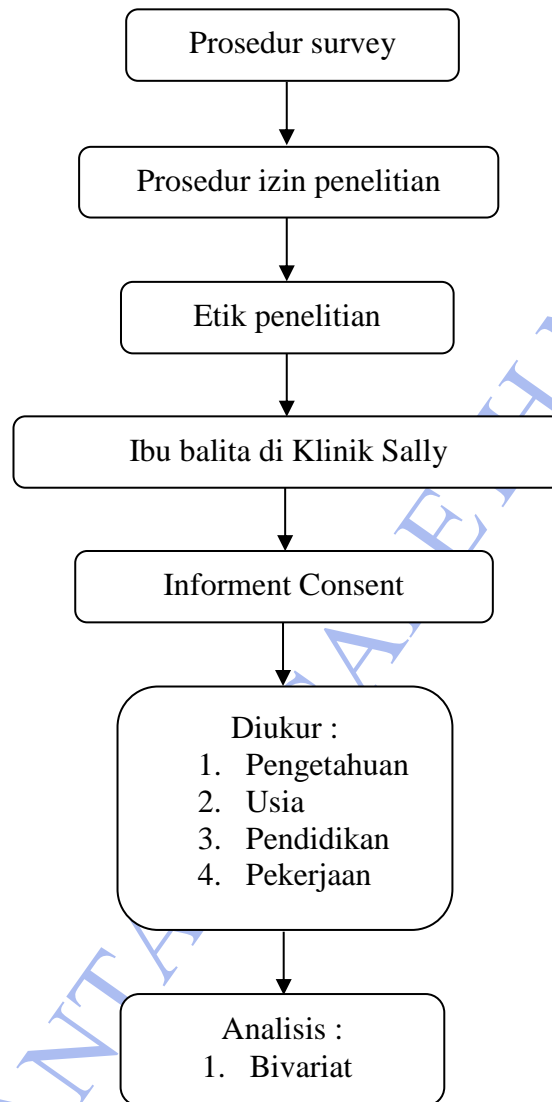 Prosedur survey
Prosedur izin penelitian
Etik penelitian
Ibu balita di Klinik Sally
Informent Consent
Diukur :
1. Pengetahuan
2. Usia
3. Pendidikan
4. Pekerjaan
Analisis :
1. Bivariat